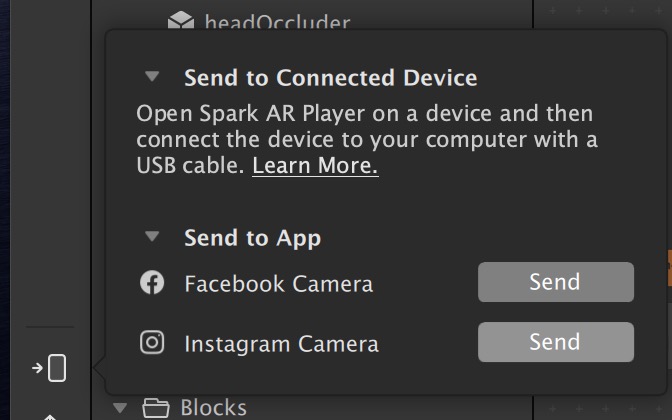 headOccluder
Send to Connected Device
Open Spark AR Player on a device and then
connect the device to your computer with a
USB cable. Learn More.
Send to App
Facebook Camera
Send
Instagram Camera
Send
Blocks